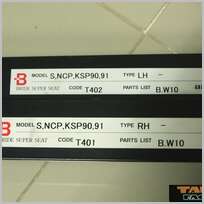 B MODEL S,NCP,KSP90,91 TYPE LH -
BRIDE SUPER SEAT CODE T402 PARTS LIST B.W10
B MODEL S,NCP,KSP90,91 TYPE RH -
BRIDE SUPER SEAT CODE T401 PARTS LIST B.W10